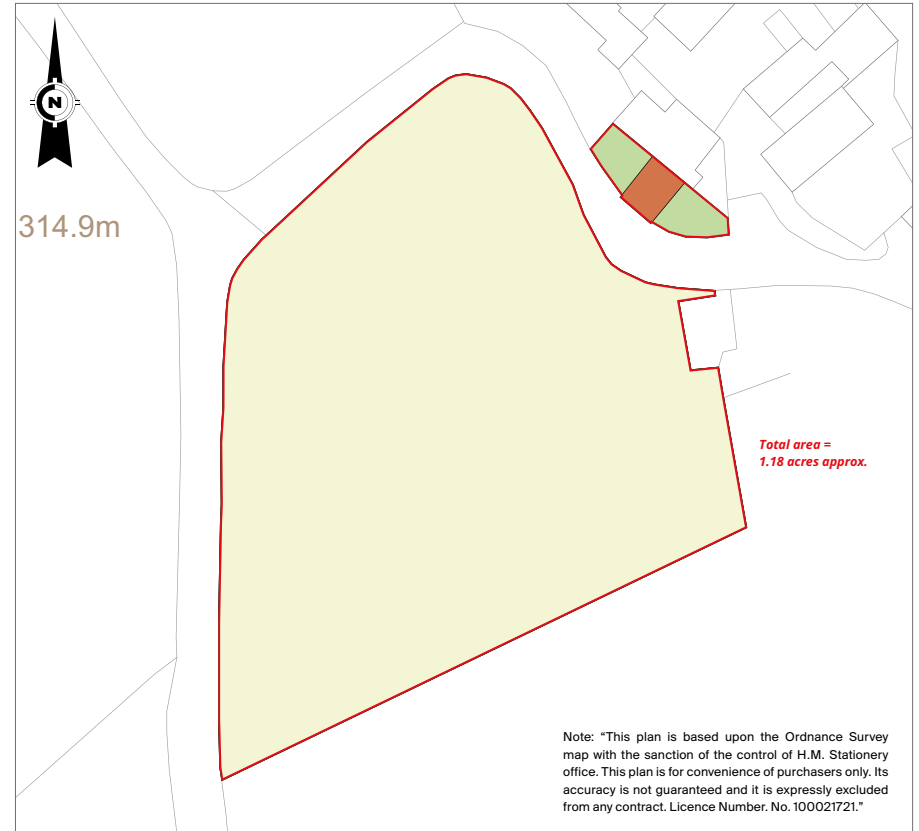 N
314.9m
Total area =
1.18 acres approx.
Note: “This plan is based upon the Ordnance Survey
map with the sanction of the control of H.M. Stationery
office. This plan is for convenience of purchasers only. Its
accuracy is not guaranteed and it is expressly excluded
from any contract. Licence Number. No. 100021721.”